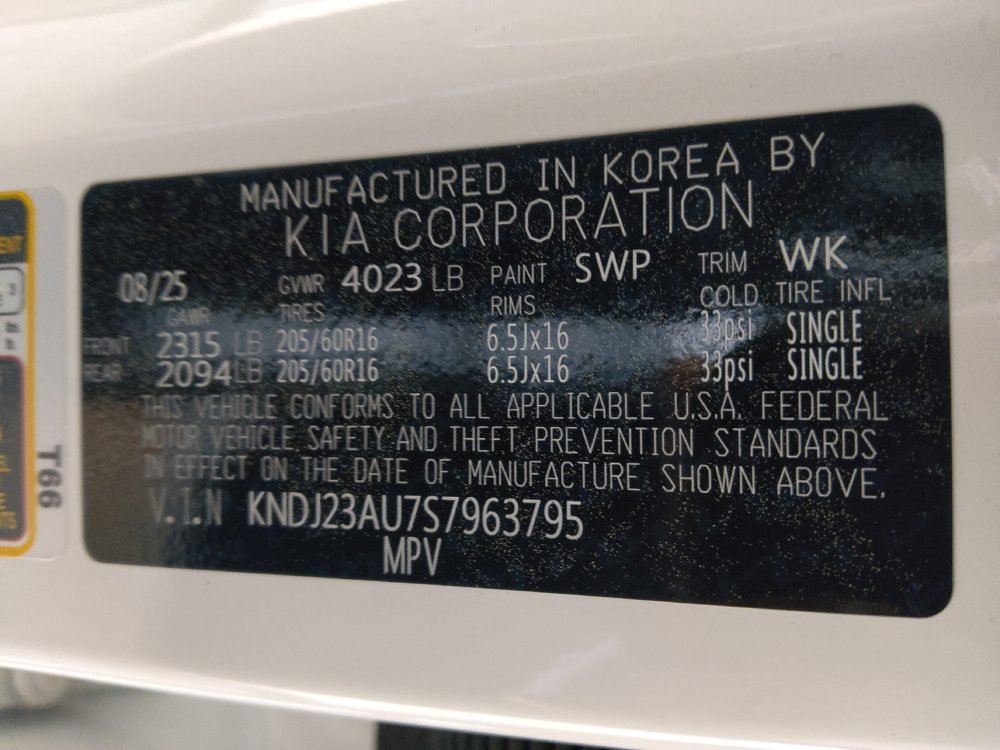 MANUFACTURED IN KOREA BY
KIA CORPORATION
08/25 GVWR 4023 LB PAINT SWP TRIM WK
GAWR TIRES RIMS COLD TIRE INFL
FRONT 2315 LB 205/60R16 6.5Jx16 33psi SINGLE
REAR 2094 LB 205/60R16 6.5Jx16 33psi SINGLE
THIS VEHICLE CONFORMS TO ALL APPLICABLE U.S.A. FEDERAL
MOTOR VEHICLE SAFETY AND THEFT PREVENTION STANDARDS
IN EFFECT ON THE DATE OF MANUFACTURE SHOWN ABOVE.
V.I.N KNDJ23AU7S7963795
MPV
T66